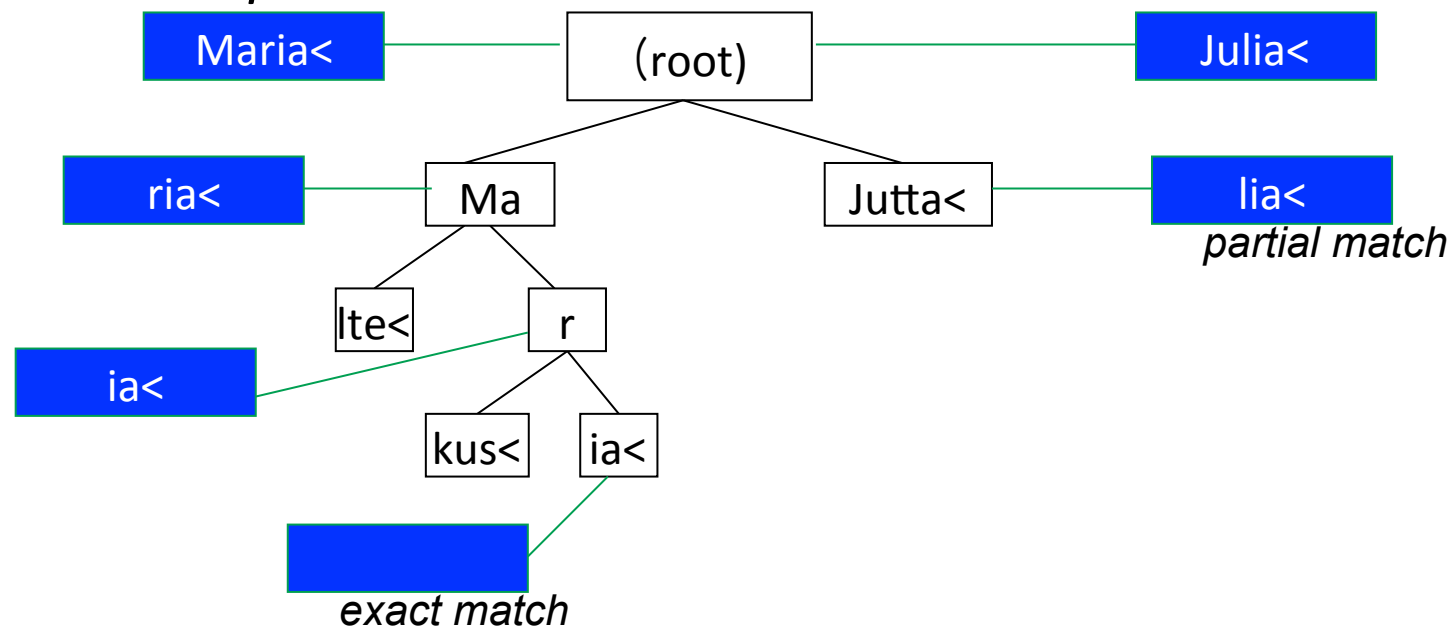 Maria<
(root)
Julia<
ria<
Ma
Jutta<
lia<
partial match
lte<
r
ia<
kus<
ia<
exact match